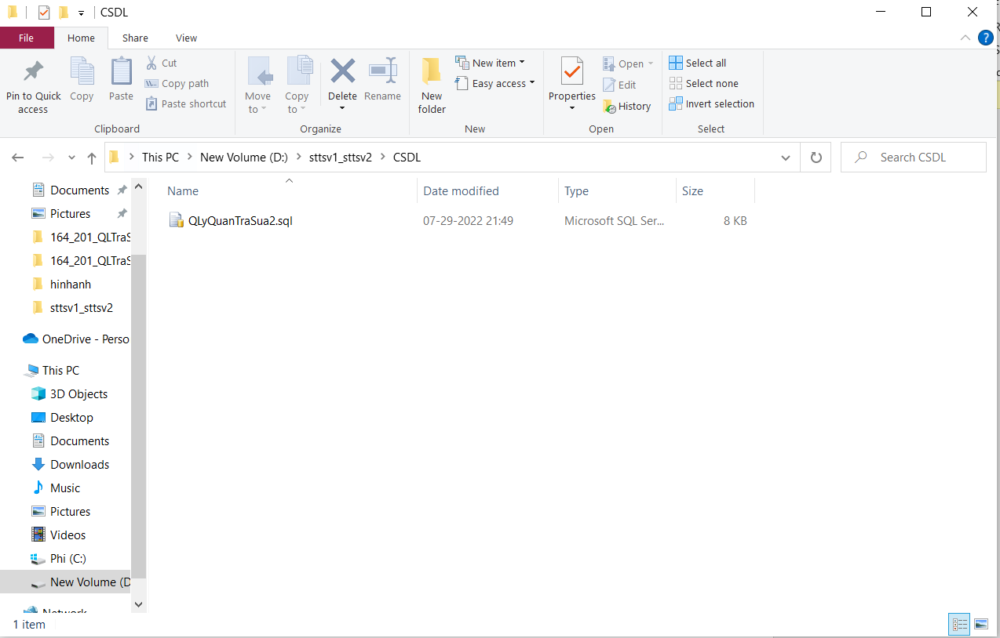 CSDL
File Home Share View
Pin to Quick access
Copy
Paste
Cut
Copy path
Paste shortcut
Clipboard
Move to
Copy to
Delete
Rename
Organize
New folder
New item
Easy access
New
Properties
Open
Edit
History
Open
Select all
Select none
Invert selection
Select
This PC > New Volume (D:) > sttsv1_sttsv2 > CSDL
Search CSDL
Documents
Pictures
164_201_QLTraS
164_201_QLTraS
hinhanh
sttsv1_sttsv2
OneDrive - Perso
This PC
3D Objects
Desktop
Documents
Downloads
Music
Pictures
Videos
Phi (C:)
New Volume (D
Network
Name Date modified Type Size
QLyQuanTraSua2.sql 07-29-2022 21:49 Microsoft SQL Ser... 8 KB
1 item